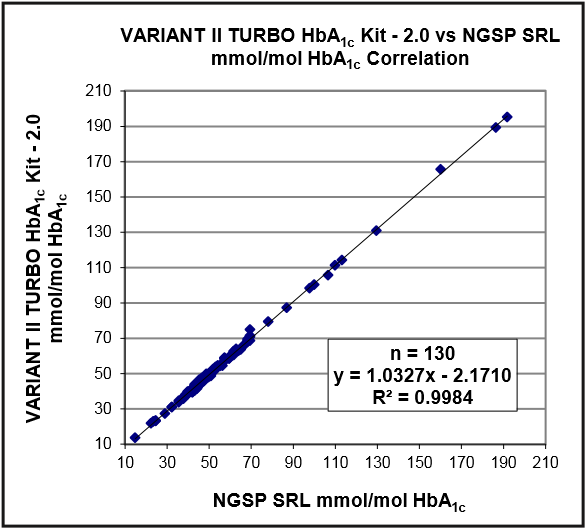 VARIANT II TURBO HbA1c Kit - 2.0 vs NGSP SRL
mmol/mol HbA1c Correlation
VARIANT II TURBO HbA1c Kit - 2.0
mmol/mol HbA1c
210
190
170
150
130
110
90
70
50
30
10
n = 130
y = 1.0327x - 2.1710
R² = 0.9984
10 30 50 70 90 110 130 150 170 190 210
NGSP SRL mmol/mol HbA1c